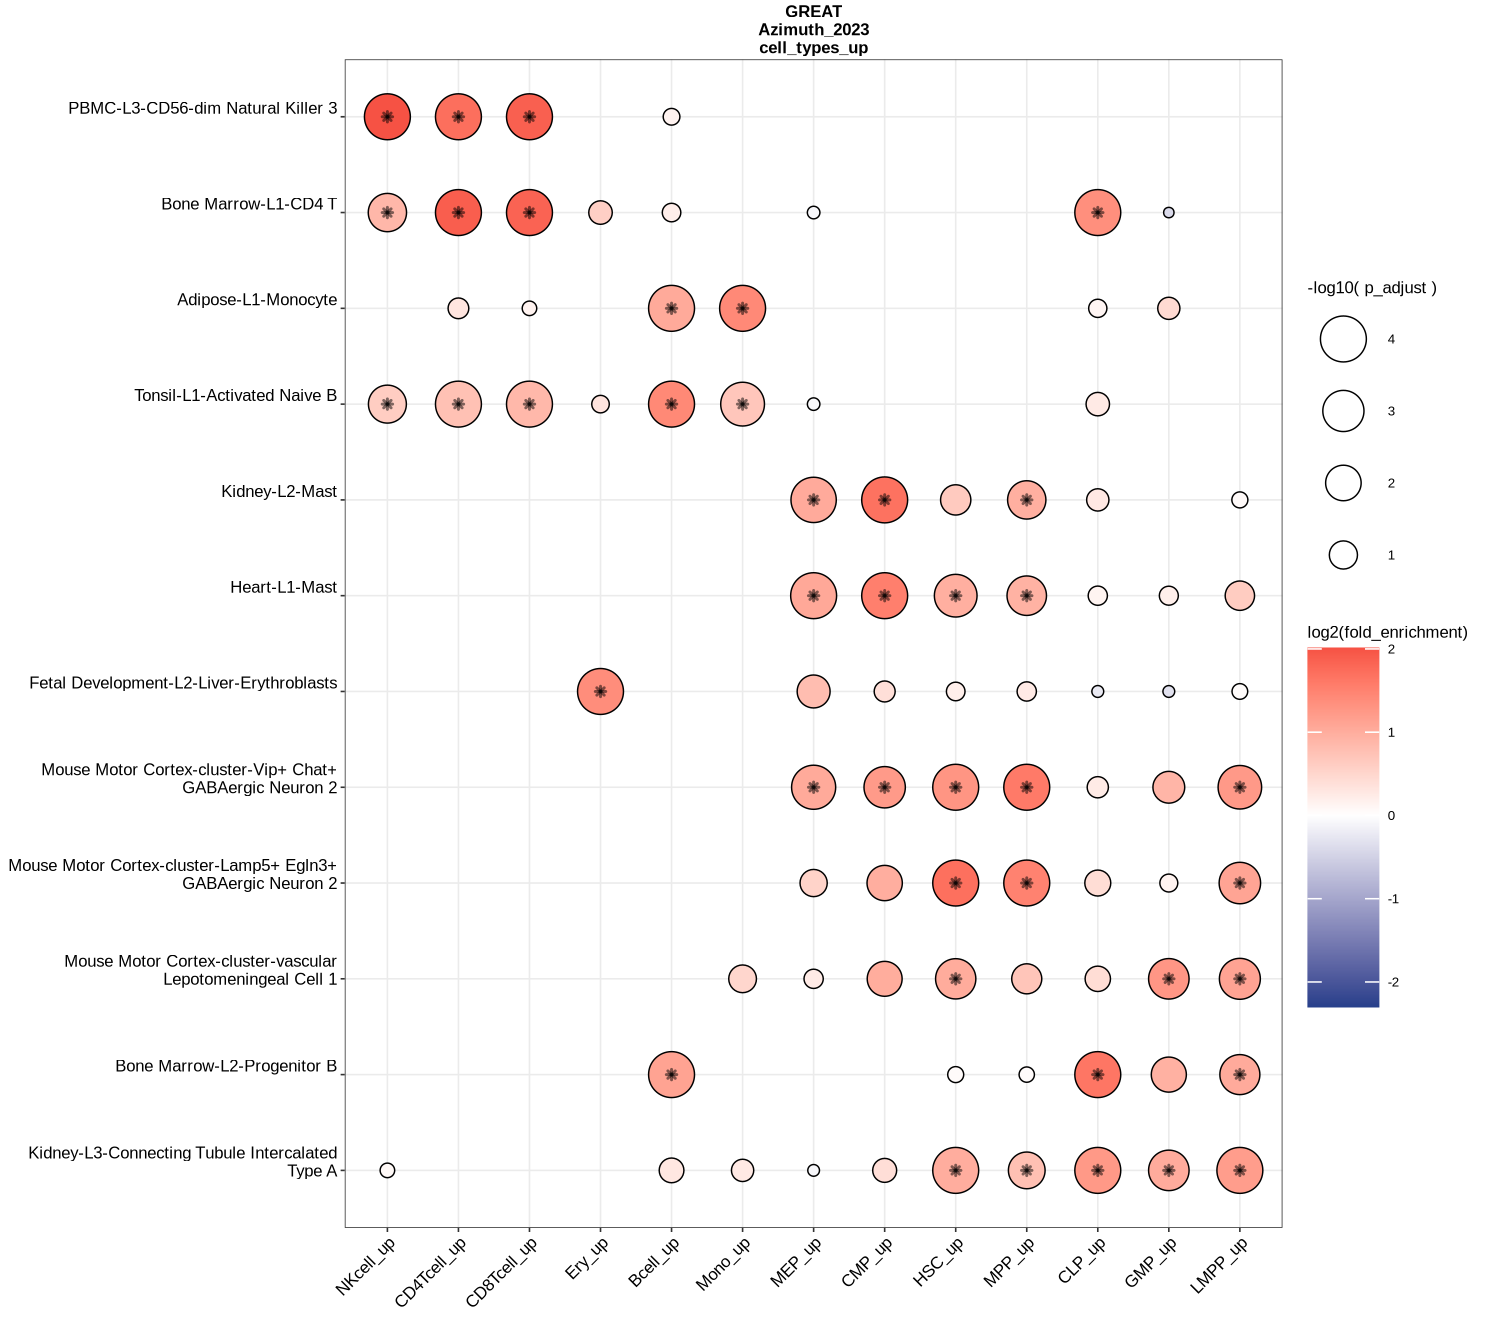 GREAT
Azimuth_2023
cell_types_up
PBMC-L3-CD56-dim Natural Killer 3
Bone Marrow-L1-CD4 T
Adipose-L1-Monocyte
Tonsil-L1-Activated Naive B
Kidney-L2-Mast
Heart-L1-Mast
Fetal Development-L2-Liver-Erythroblasts
Mouse Motor Cortex-cluster-Vip+ Chat+
GABAergic Neuron 2
Mouse Motor Cortex-cluster-Lamp5+ Egln3+
GABAergic Neuron 2
Mouse Motor Cortex-cluster-vascular
Lepotomeningeal Cell 1
Bone Marrow-L2-Progenitor B
Kidney-L3-Connecting Tubule Intercalated
Type A
NKcell_up
CD4Tcell_up
CD8Tcell_up
Ery_up
Bcell_up
Mono_up
MEP_up
CMP_up
HSC_up
MPP_up
CLP_up
GMP_up
LMPP_up
-log10( p_adjust )
4
3
2
1
log2(fold_enrichment)
2
1
0
-1
-2